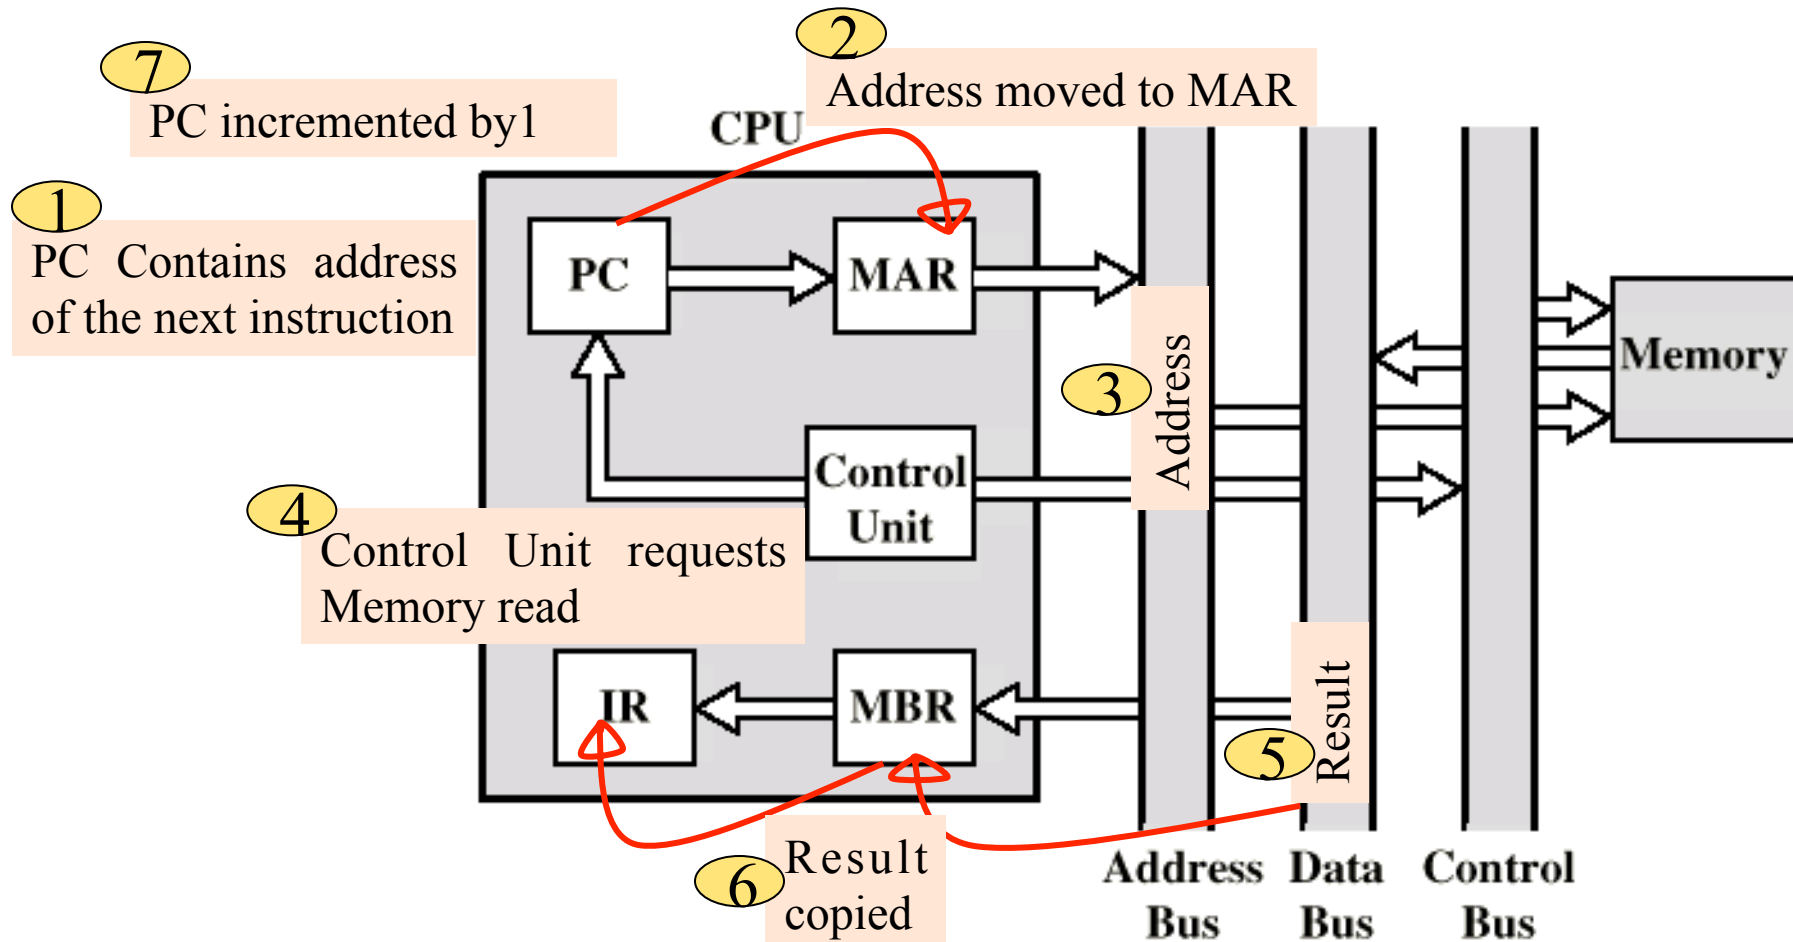 7
PC incremented by1
2
Address moved to MAR
CPU
1
PC Contains address
of the next instruction
PC
MAR
3
Address
Memory
4
Control Unit requests
Memory read
Control
Unit
IR
MBR
5
Result
6
Result
copied
Address
Bus
Data
Bus
Control
Bus